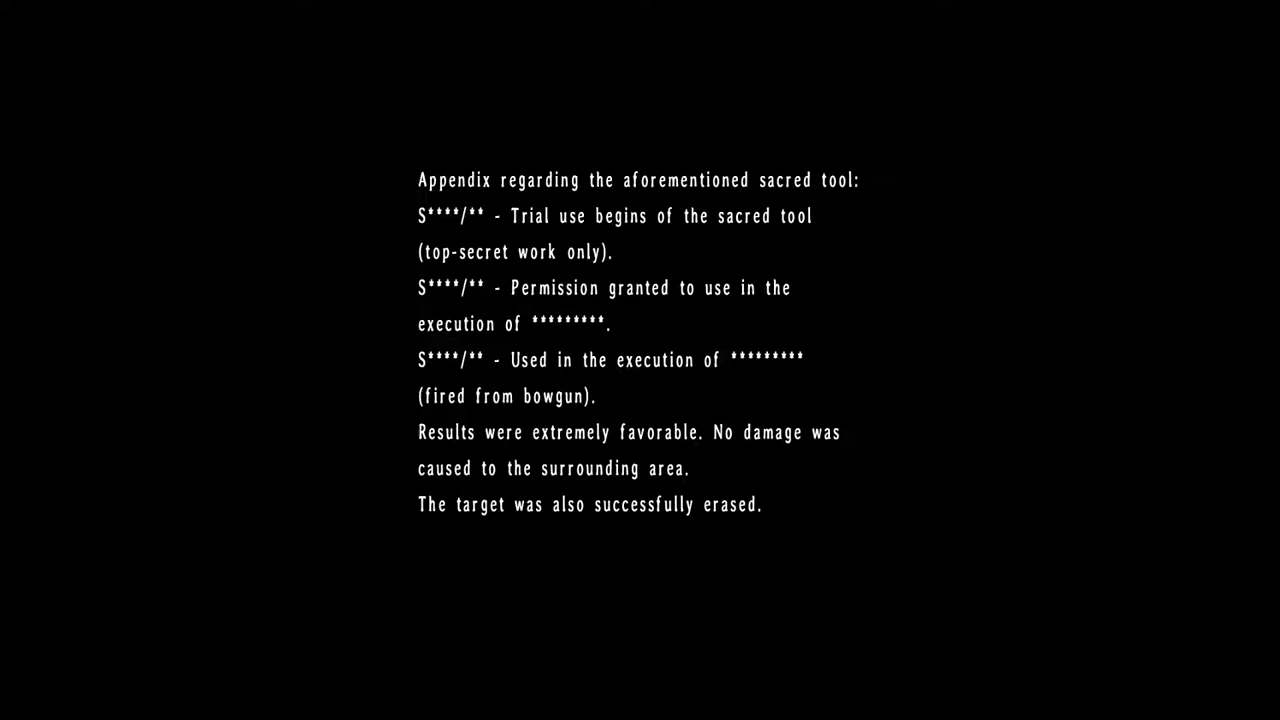 Appendix regarding the aforementioned sacred tool:
S****/** - Trial use begins of the sacred tool
(top-secret work only).
S****/** - Permission granted to use in the
execution of *********.
S****/** - Used in the execution of *********
(fired from bowgun).
Results were extremely favorable. No damage was
caused to the surrounding area.
The target was also successfully erased.